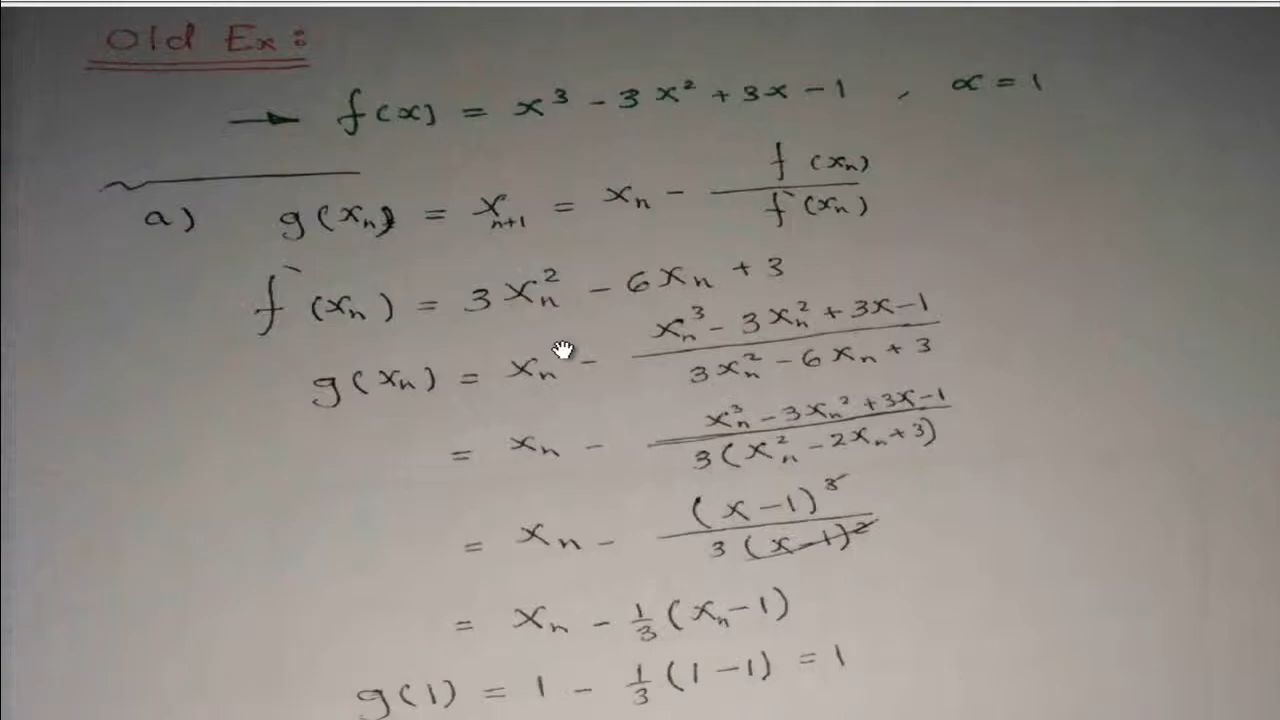 Old Ex:
→ f(x) = x³ - 3x² + 3x - 1 , α = 1
a) g(xₙ) = xₙ₊₁ = xₙ - f(xₙ) / f`(xₙ)
f`(xₙ) = 3xₙ² - 6xₙ + 3
g(xₙ) = xₙ - xₙ³ - 3xₙ² + 3x - 1 / 3xₙ² - 6xₙ + 3
= xₙ - xₙ³ - 3xₙ² + 3x - 1 / 3(xₙ² - 2xₙ + 3)
= xₙ - (x - 1)³ / 3(x - 1)²
= xₙ - 1/3 (xₙ - 1)
g(1) = 1 - 1/3 (1 - 1) = 1